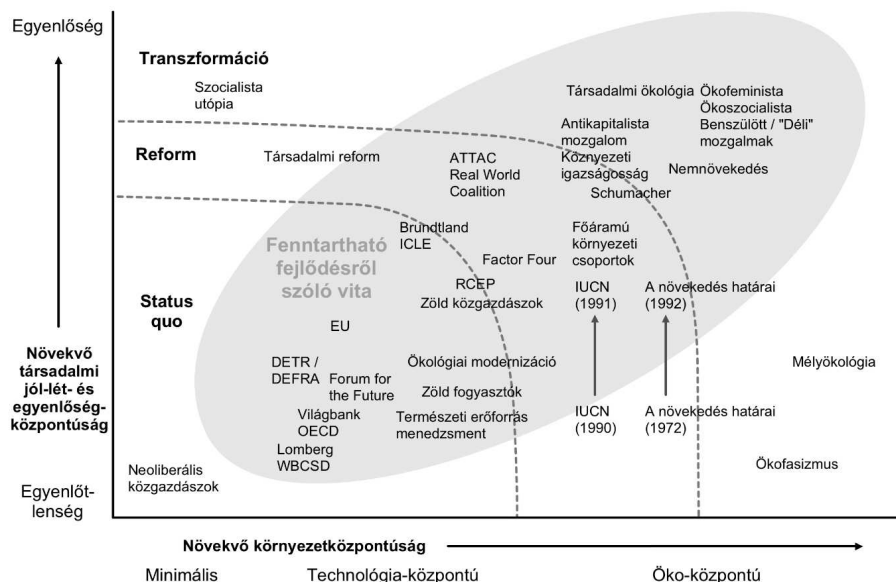 Egyenlőség
Transzformáció
Szocialista
utópia
Társadalmi ökológia
Ökofeminista
Ökoszocialista
Benszülött / "Déli"
mozgalmak
Reform
Társadalmi reform
ATTAC
Real World
Coalition
Antikapitalista
mozgalom
Környezeti
igazságosság
Nemnövekedés
Schumacher
Brundtland
ICLE
Fenntartható
fejlődésről
szóló vita
Factor Four
Főáramú
környezeti
csoportok
Status
quo
RCEP
Zöld közgazdászok
IUCN
(1991)
A növekedés határai
(1992)
EU
Növekvő
társadalmi
jól-lét- és
egyenlőség-
központúság
DETR /
DEFRA
Forum for
the Future
Ökológiai modernizáció
Mélyökológia
Zöld fogyasztók
Világbank
OECD
Természeti erőforrás
menedzsment
IUCN
(1990)
A növekedés határai
(1972)
Lomberg
WBCSD
Neoliberális
közgazdászok
Ökofasizmus
Egyenlőt-
lenség
Növekvő környezetközpontúság
Minimális
Technológia-központú
Öko-központú